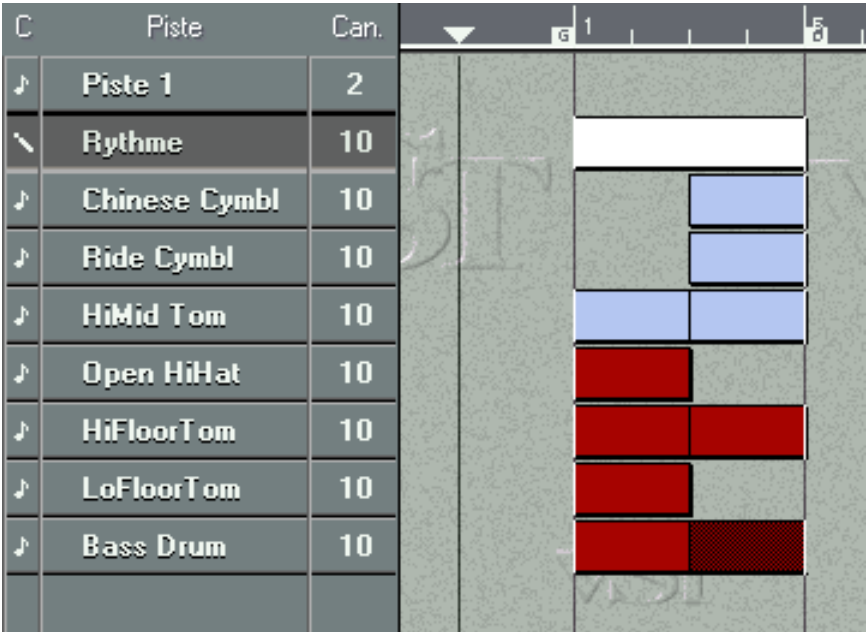 C Piste Can. G 1 5
Piste 1 2
Rythme 10
Chinese Cymbl 10
Ride Cymbl 10
HiMid Tom 10
Open HiHat 10
HiFloorTom 10
LoFloorTom 10
Bass Drum 10